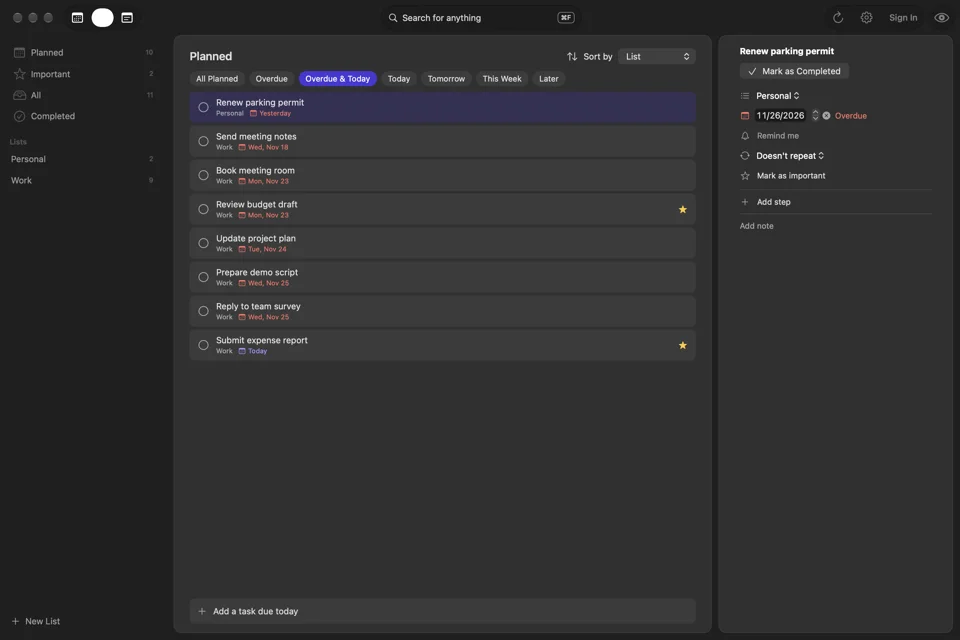 Search for anything
⌘F
Sign In
Planned 10
Important 2
All 11
Completed
Lists
Personal 2
Work 9
New List
Planned
Sort by List
All Planned Overdue Overdue & Today Today Tomorrow This Week Later
Renew parking permit
Personal Yesterday
Send meeting notes
Work Wed, Nov 18
Book meeting room
Work Mon, Nov 23
Review budget draft
Work Mon, Nov 23
Update project plan
Work Tue, Nov 24
Prepare demo script
Work Wed, Nov 25
Reply to team survey
Work Wed, Nov 25
Submit expense report
Work Today
Add a task due today
Renew parking permit
Mark as Completed
Personal
11/26/2026 Overdue
Remind me
Doesn't repeat
Mark as important
Add step
Add note